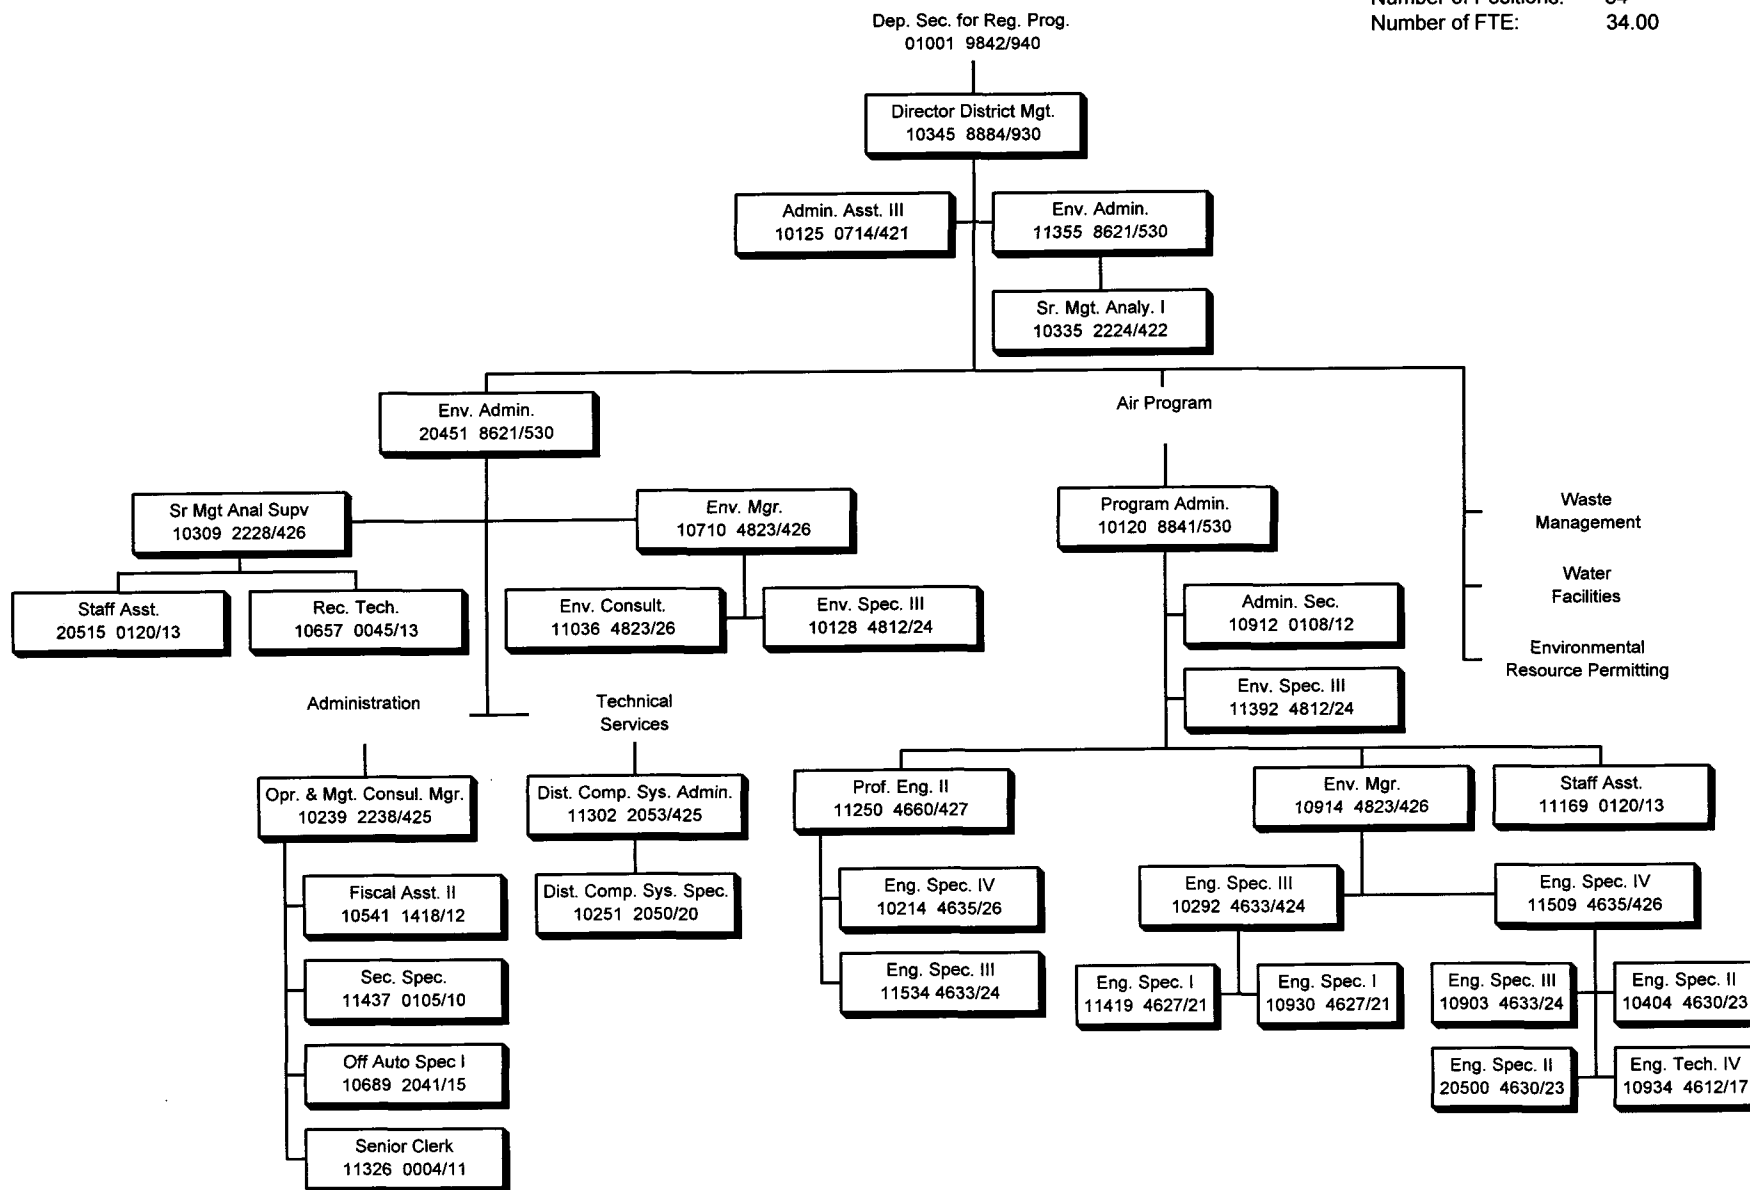 Number of Positions: 34
Number of FTE: 34.00
Dep. Sec. for Reg. Prog.
01001 9842/940
Director District Mgt.
10345 8884/930
Admin. Asst. III
10125 0714/421
Env. Admin.
11355 8621/530
Sr. Mgt. Analy. I
10335 2224/422
Env. Admin.
20451 8621/530
Air Program
Sr Mgt Anal Supv
10309 2228/426
Env. Mgr.
10710 4823/426
Program Admin.
10120 8841/530
Waste
Management
Water
Facilities
Environmental
Resource Permitting
Staff Asst.
20515 0120/13
Rec. Tech.
10657 0045/13
Env. Consult.
11036 4823/26
Env. Spec. III
10128 4812/24
Admin. Sec.
10912 0108/12
Env. Spec. III
11392 4812/24
Administration
Technical
Services
Opr. & Mgt. Consul. Mgr.
10239 2238/425
Dist. Comp. Sys. Admin.
11302 2053/425
Prof. Eng. II
11250 4660/427
Env. Mgr.
10914 4823/426
Staff Asst.
11169 0120/13
Fiscal Asst. II
10541 1418/12
Dist. Comp. Sys. Spec.
10251 2050/20
Eng. Spec. IV
10214 4635/26
Eng. Spec. III
10292 4633/424
Eng. Spec. IV
11509 4635/426
Sec. Spec.
11437 0105/10
Eng. Spec. III
11534 4633/24
Eng. Spec. I
11419 4627/21
Eng. Spec. I
10930 4627/21
Eng. Spec. III
10903 4633/24
Eng. Spec. II
10404 4630/23
Off Auto Spec I
10689 2041/15
Eng. Spec. II
20500 4630/23
Eng. Tech. IV
10934 4612/17
Senior Clerk
11326 0004/11